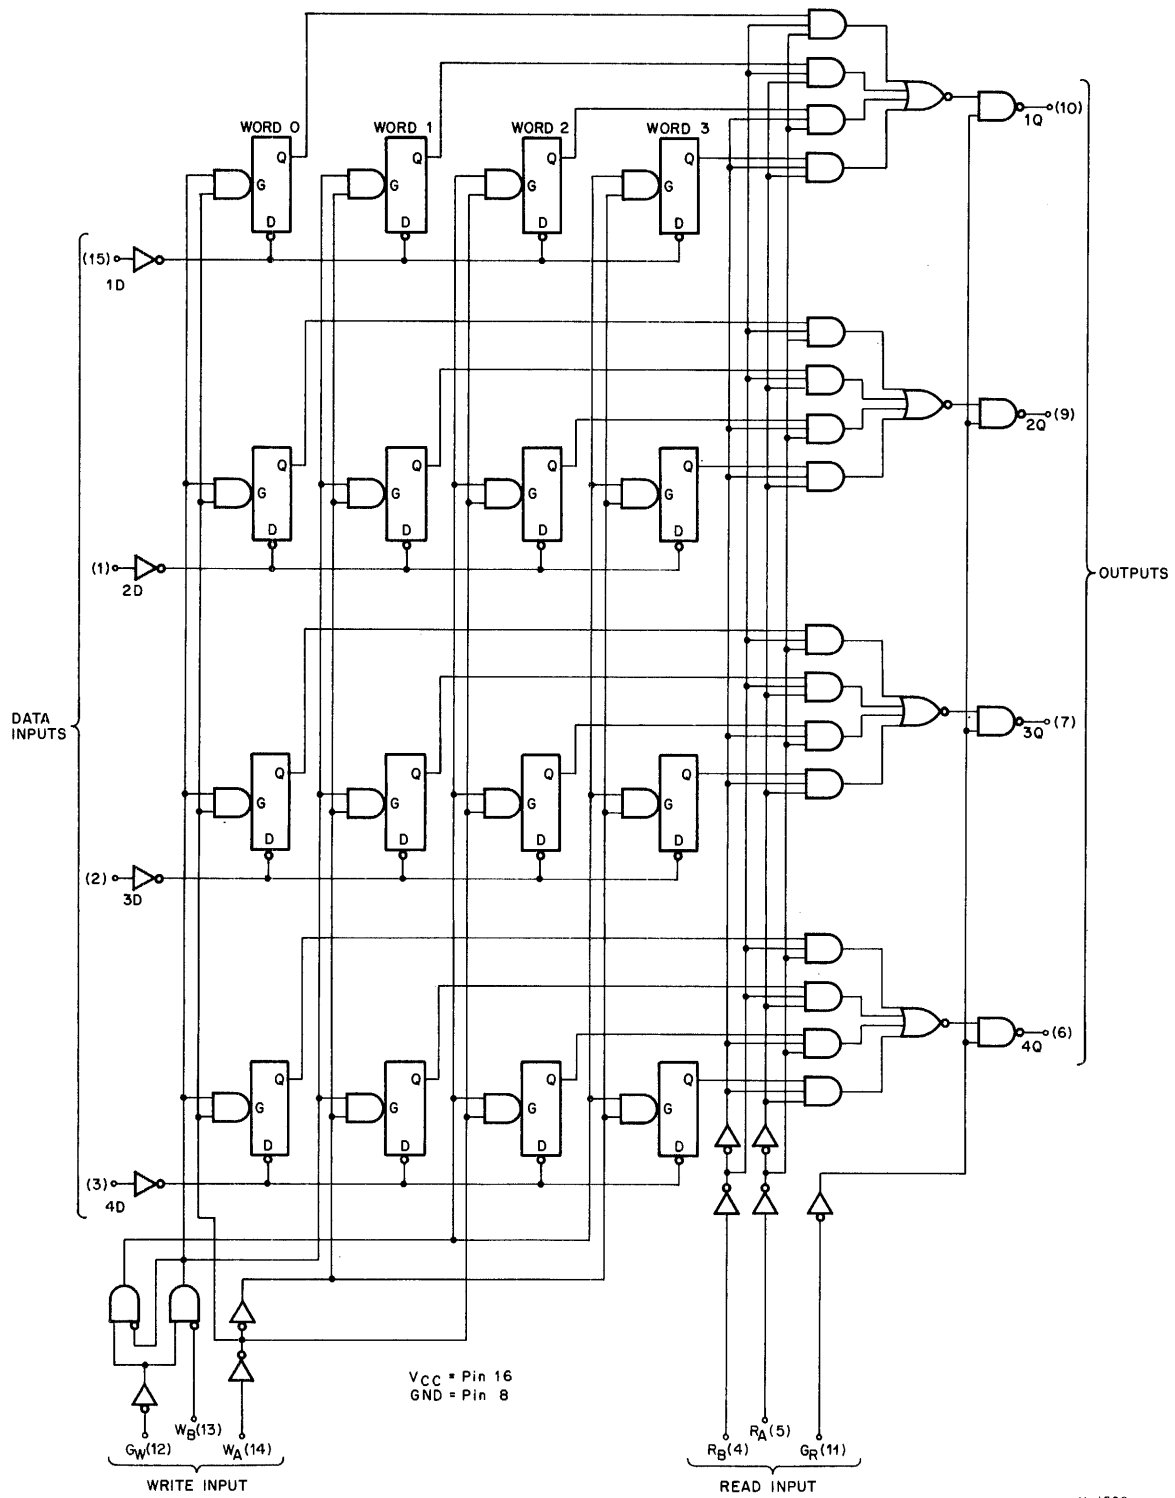 WORD 0 WORD 1 WORD 2 WORD 3
Q Q Q Q
G G G G
D D D D
(15)
1D
1Q
(10)
Q Q Q Q
G G G G
D D D D
(1)
2D
2Q
(9)
OUTPUTS
DATA
INPUTS
Q Q Q Q
G G G G
D D D D
(2)
3D
3Q
(7)
Q Q Q Q
G G G G
D D D D
(3)
4D
4Q
(6)
VCC = Pin 16
GND = Pin 8
GW(12) WB(13) WA(14)
WRITE INPUT
RB(4) RA(5) GR(11)
READ INPUT